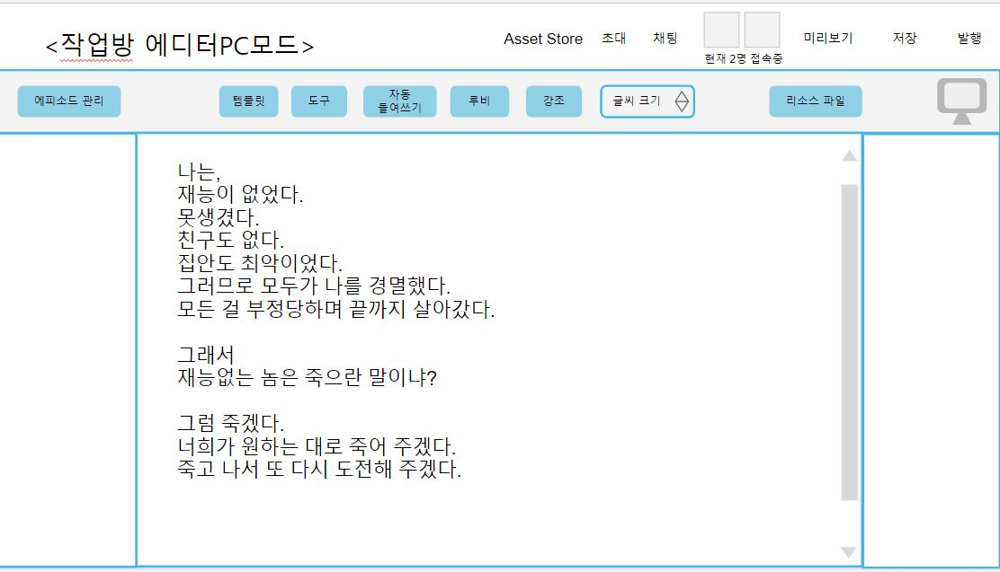 <작업방 에디터PC모드>
Asset Store 초대 채팅 미리보기 저장 발행
현재 2명 접속중
에피소드 관리 템플릿 도구 자동 들여쓰기 루비 강조 글씨 크기 리소스 파일
나는,
재능이 없었다.
못생겼다.
친구도 없다.
집안도 최악이었다.
그러므로 모두가 나를 경멸했다.
모든 걸 부정당하며 끝까지 살아갔다.
그래서
재능없는 놈은 죽으란 말이냐?
그럼 죽겠다.
너희가 원하는 대로 죽어 주겠다.
죽고 나서 또 다시 도전해 주겠다.